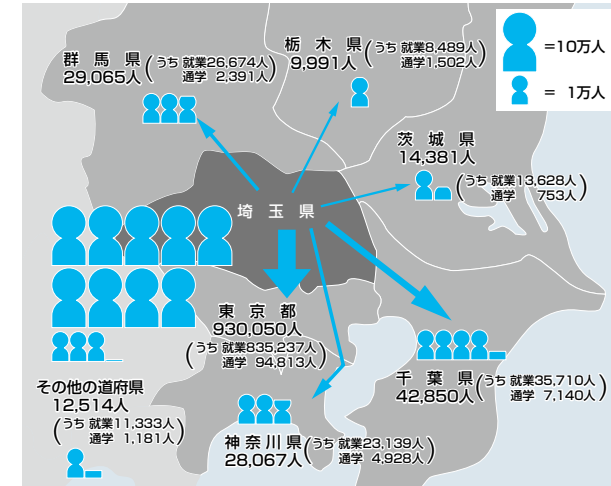 =10万人
= 1万人
群馬県
29,065人
(うち 就業26,674人
通学 2,391人)
栃木県
9,991人
(うち 就業8,489人
通学1,502人)
茨城県
14,381人
(うち 就業13,628人
通学 753人)
埼玉県
東京都
930,050人
(うち 就業835,237人
通学 94,813人)
千葉県
42,850人
(うち 就業35,710人
通学 7,140人)
その他の道府県
12,514人
(うち 就業11,333人
通学 1,181人)
神奈川県
28,067人
(うち 就業23,139人
通学 4,928人)